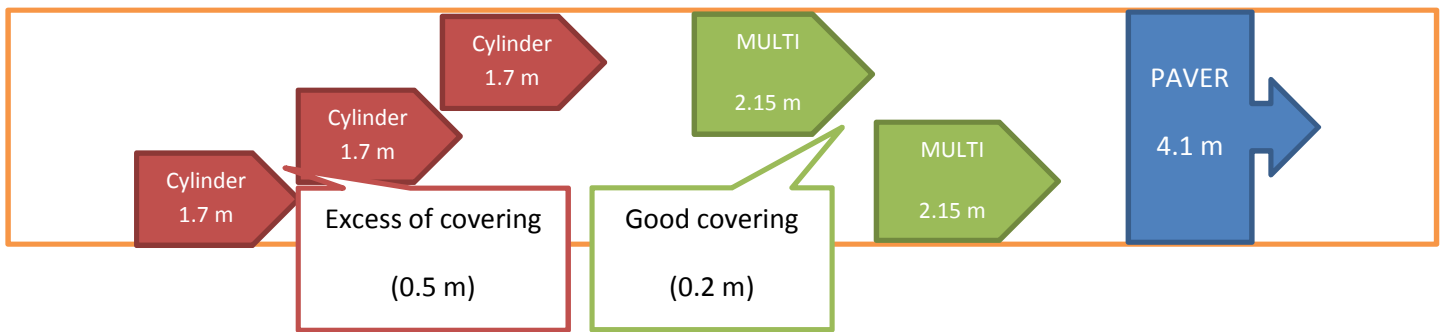 Cylinder
1.7 m
Cylinder
1.7 m
Cylinder
1.7 m
MULTI
2.15 m
MULTI
2.15 m
PAVER
4.1 m
Excess of covering
(0.5 m)
Good covering
(0.2 m)